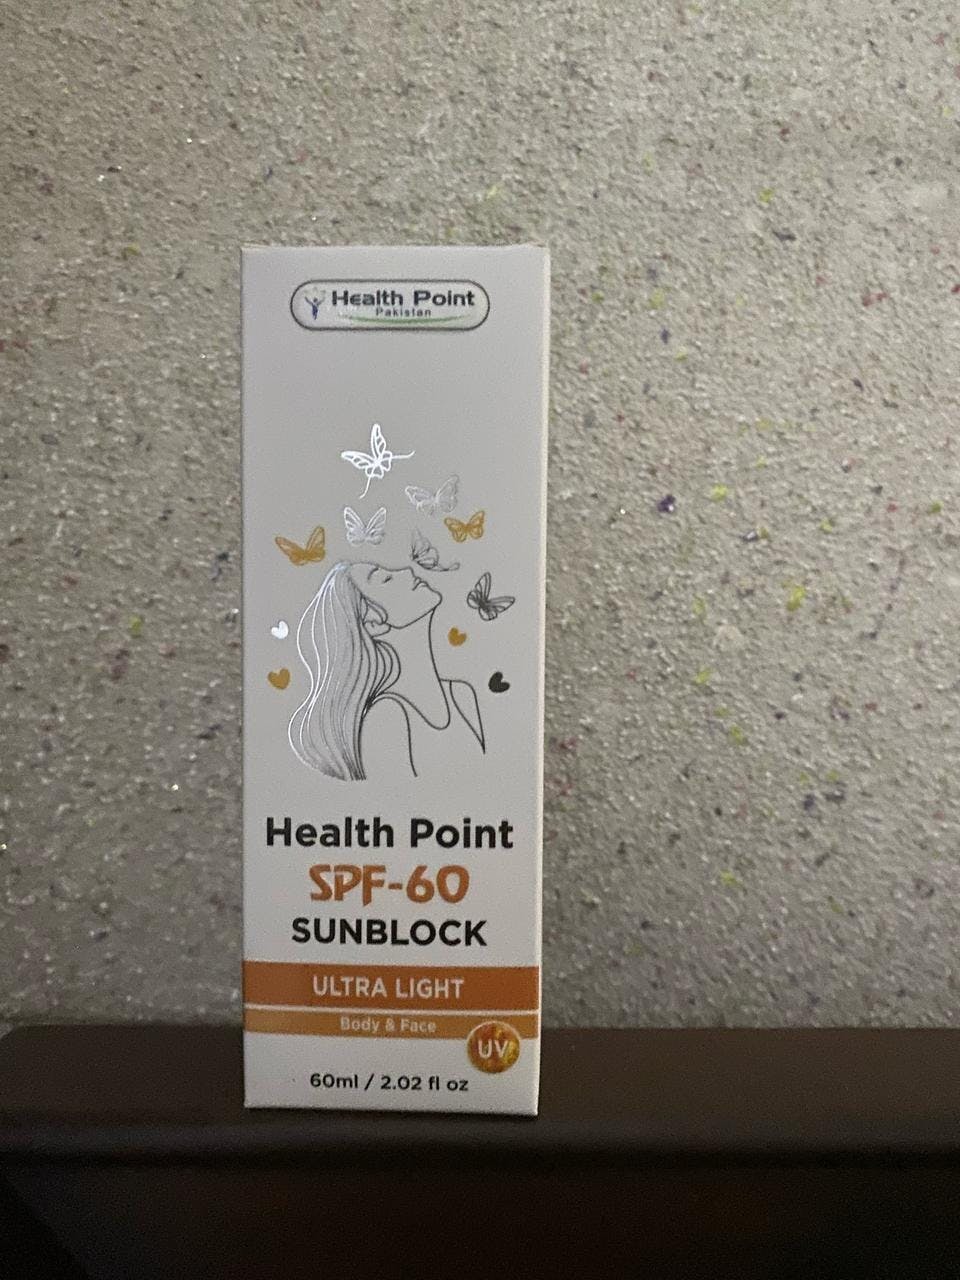 Health Point
Pakistan
Health Point
SPF-60
SUNBLOCK
ULTRA LIGHT
Body & Face
UV
60ml / 2.02 fl oz